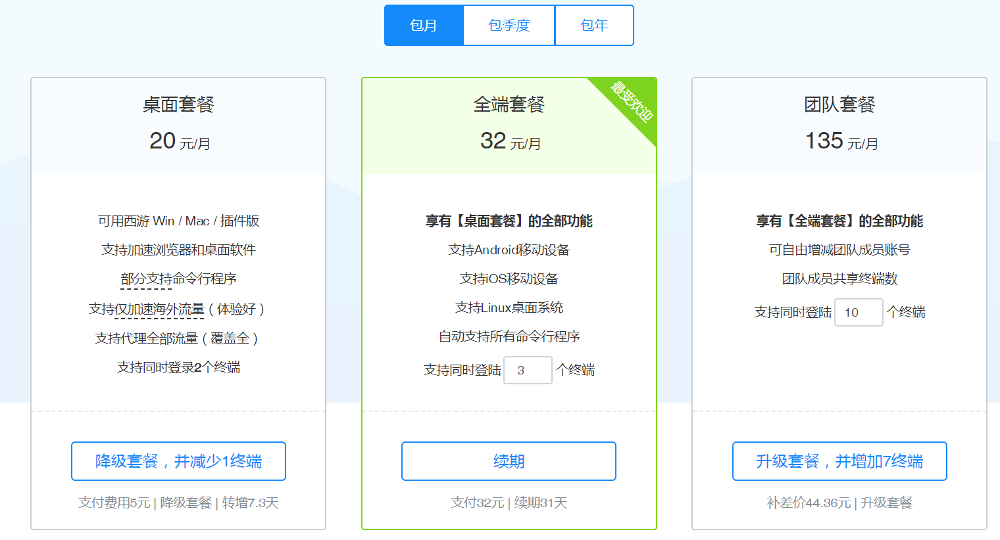 包月
包季度
包年
桌面套餐
20 元/月
可用西游 Win / Mac / 插件版
支持加速浏览器和桌面软件
部分支持命令行程序
支持仅加速海外流量（体验好）
支持代理全部流量（覆盖全）
支持同时登录2个终端
降级套餐，并减少1终端
支付费用5元 | 降级套餐 | 转增7.3天
最受欢迎
全端套餐
32 元/月
享有【桌面套餐】的全部功能
支持Android移动设备
支持iOS移动设备
支持Linux桌面系统
自动支持所有命令行程序
支持同时登陆 3 个终端
续期
支付32元 | 续期31天
团队套餐
135 元/月
享有【全端套餐】的全部功能
可自由增减团队成员账号
团队成员共享终端数
支持同时登陆 10 个终端
升级套餐，并增加7终端
补差价44.36元 | 升级套餐